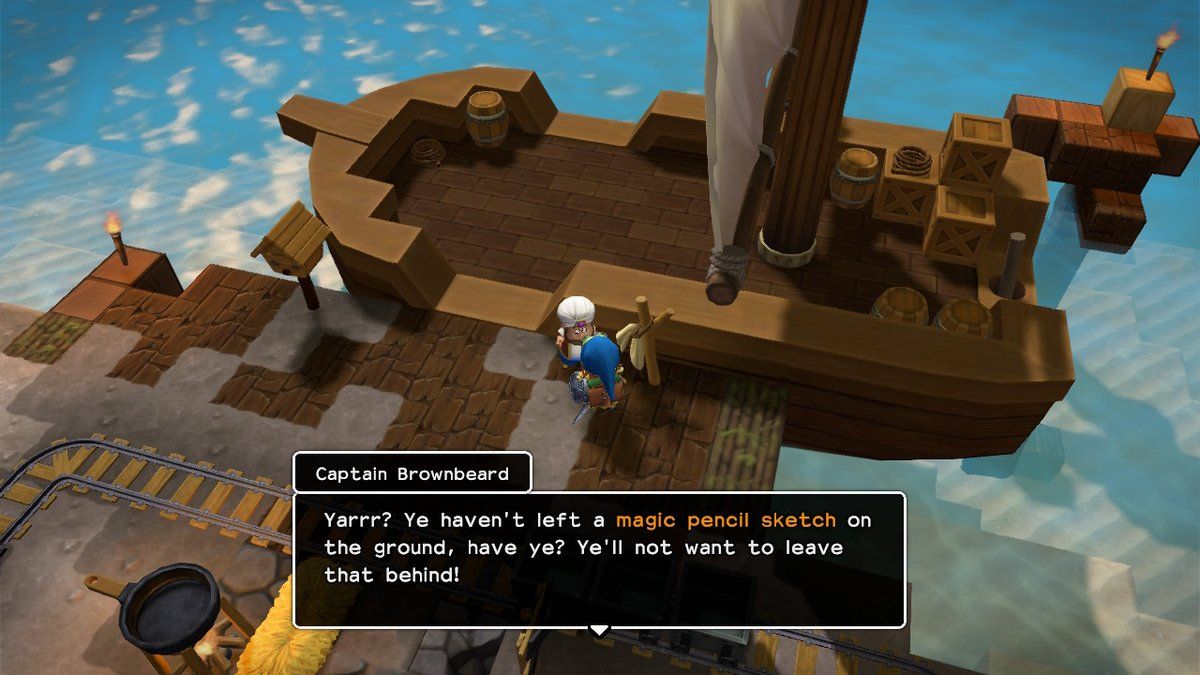 Captain Brownbeard
Yarrr? Ye haven't left a magic pencil sketch on
the ground, have ye? Ye'll not want to leave
that behind!